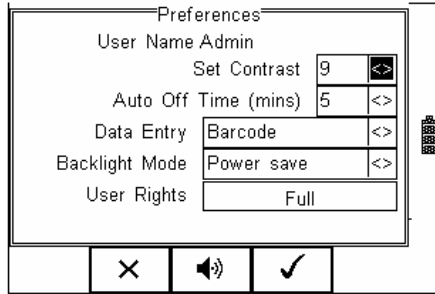 Preferences
User Name Admin
Set Contrast 9 <>
Auto Off Time (mins) 5 <>
Data Entry Barcode <>
Backlight Mode Power save <>
User Rights Full